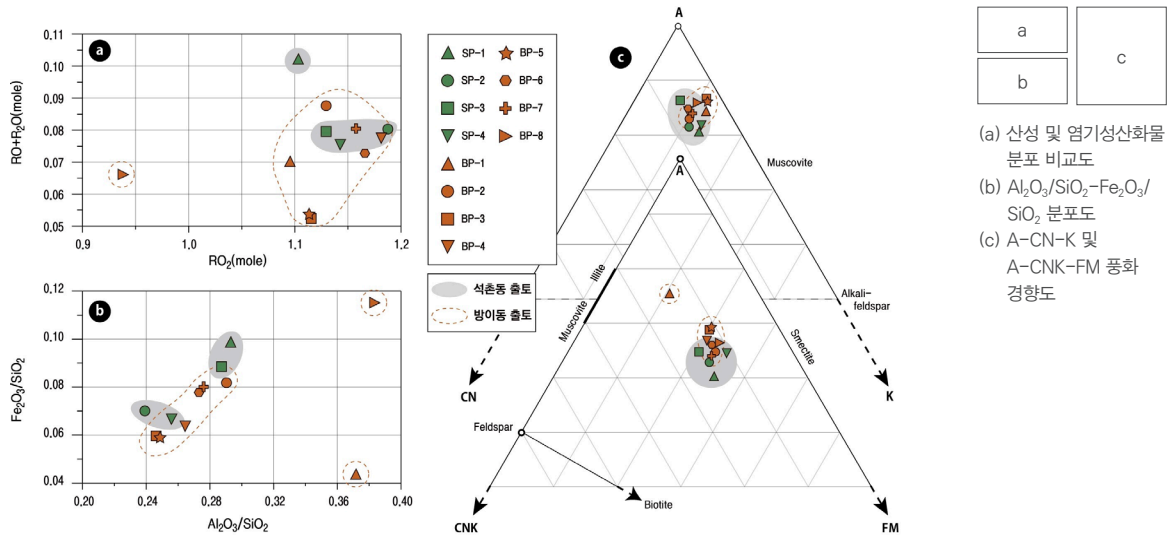 a
RO+R₂O(mole)
0.11
0.10
0.09
0.08
0.07
0.06
0.05
0.9
1.0
1.1
1.2
RO₂(mole)
b
Fe₂O₃/SiO₂
0.12
0.10
0.08
0.06
0.04
0.20
0.24
0.28
0.32
0.36
0.40
Al₂O₃/SiO₂
SP-1
SP-2
SP-3
SP-4
BP-1
BP-2
BP-3
BP-4
BP-5
BP-6
BP-7
BP-8
석촌동 출토
방이동 출토
c
A
Muscovite
Alkali-
feldspar
CN
K
A
Illite
Muscovite
Smectite
Feldspar
Biotite
CNK
FM
a
b
c
(a) 산성 및 염기성산화물
분포 비교도
(b) Al₂O₃/SiO₂-Fe₂O₃/
SiO₂ 분포도
(c) A-CN-K 및
A-CNK-FM 풍화
경향도